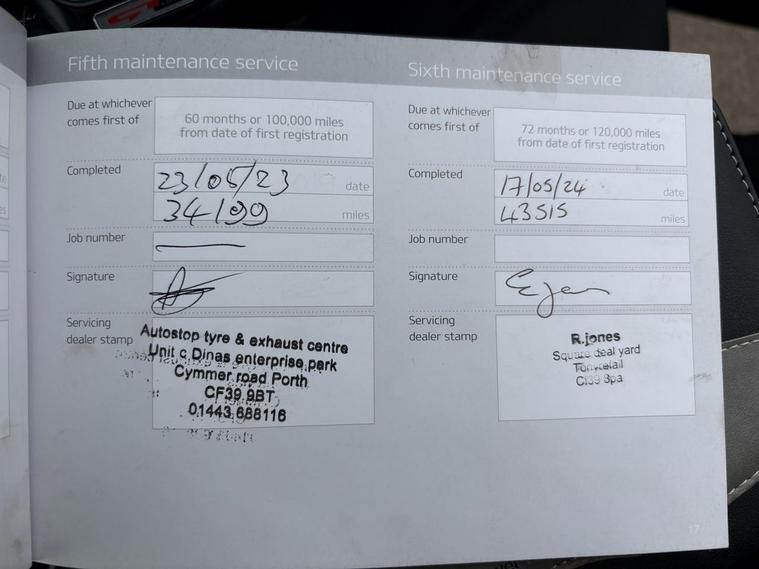 Fifth maintenance service
Due at whichever
comes first of
60 months or 100,000 miles
from date of first registration
Completed
23/05/23 date
34199 miles
Job number
Signature
Servicing
dealer stamp
Autostop tyre & exhaust centre
Unit c Dinas enterprise park
Cymmer road Porth
CF39 9BT
01443 688116
Sixth maintenance service
Due at whichever
comes first of
72 months or 120,000 miles
from date of first registration
Completed
17/05/24 date
43515 miles
Job number
Signature
Servicing
dealer stamp
R.jones
Square deal yard
Tonyrefail
8pa
17